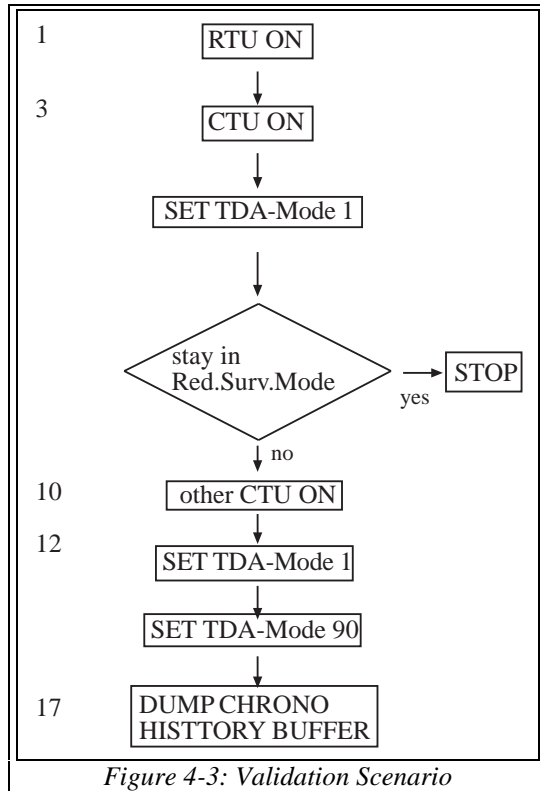 1
RTU ON
3
CTU ON
SET TDA-Mode 1
stay in
Red.Surv.Mode
STOP
yes
no
10
other CTU ON
12
SET TDA-Mode 1
SET TDA-Mode 90
17
DUMP CHRONO
HISTTORY BUFFER
Figure 4-3: Validation Scenario